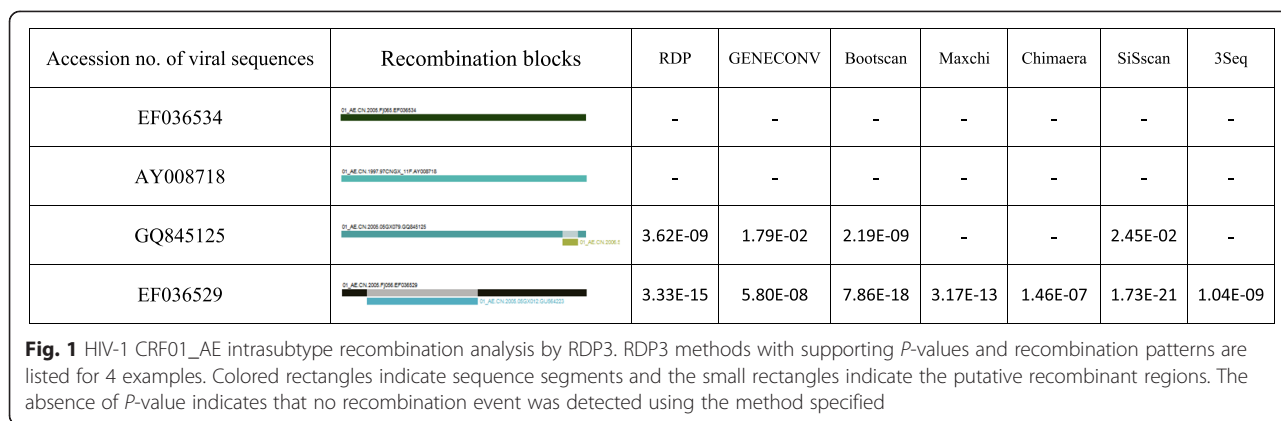 Accession no. of viral sequences Recombination blocks RDP GENECONV Bootscan Maxchi Chimaera SiSscan 3Seq
01_AE.CN.2005.FJ065.EF036534
EF036534 - - - - - - -
01_AE.CN.1997.97CNGX_11F.AY008718
AY008718 - - - - - - -
01_AE.CN.2005.05GX079.GQ845125
GQ845125 3.62E-09 1.79E-02 2.19E-09 - - 2.45E-02 -
01_AE.CN.2006.
01_AE.CN.2005.FJ056.EF036529
EF036529 3.33E-15 5.80E-08 7.86E-18 3.17E-13 1.46E-07 1.73E-21 1.04E-09
Fig. 1 HIV-1 CRF01_AE intrasubtype recombination analysis by RDP3. RDP3 methods with supporting P-values and recombination patterns are
listed for 4 examples. Colored rectangles indicate sequence segments and the small rectangles indicate the putative recombinant regions. The
absence of P-value indicates that no recombination event was detected using the method specified